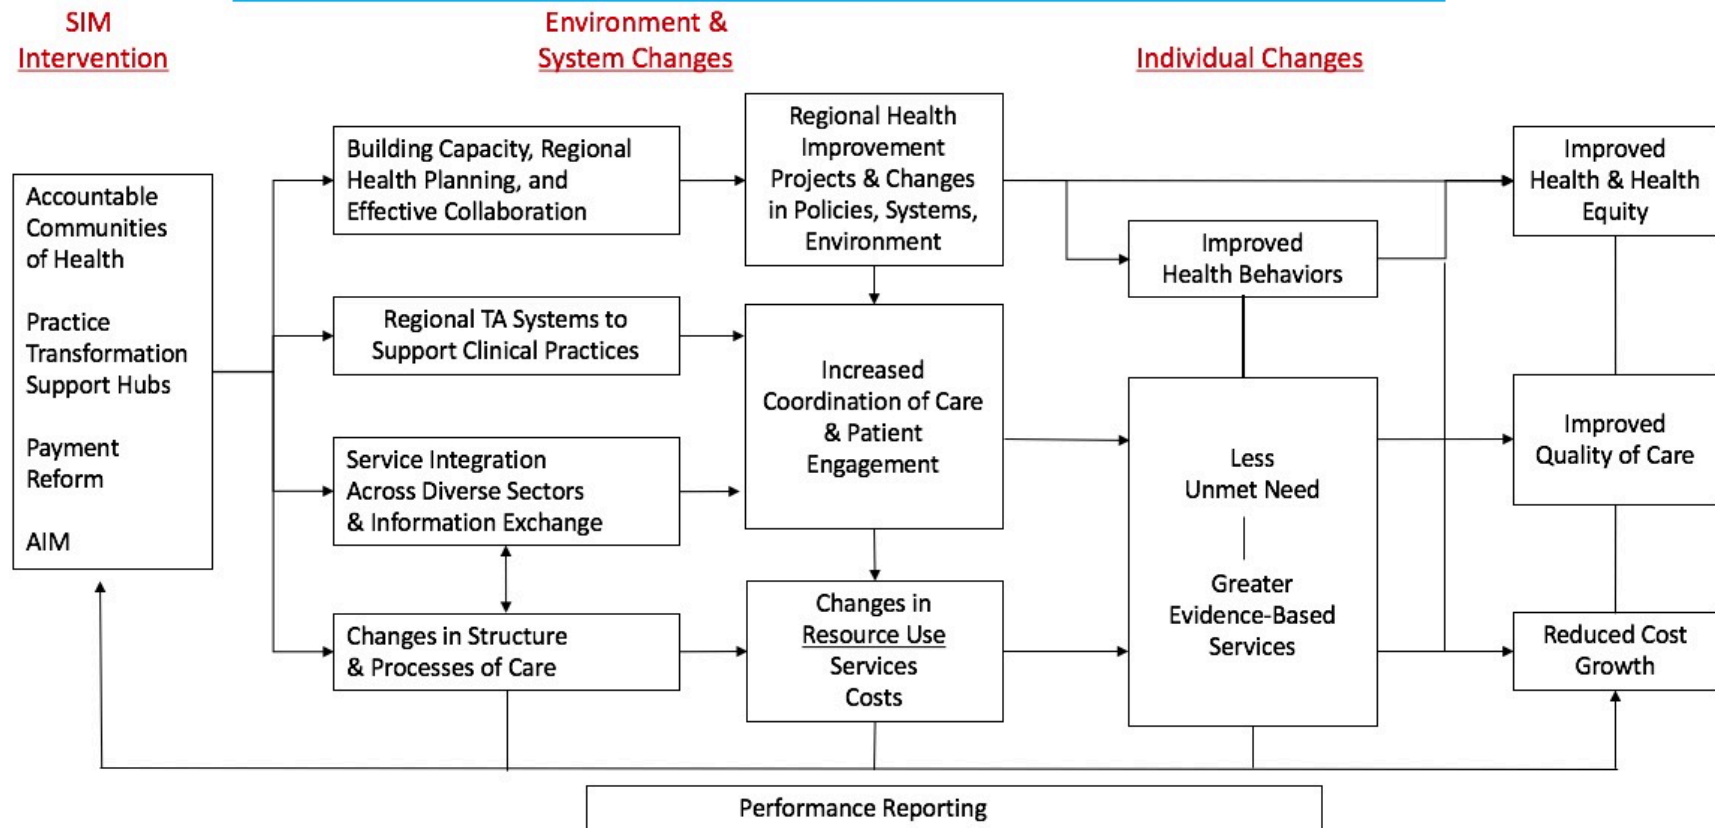 SIM
Intervention
Environment &
System Changes
Individual Changes
Accountable
Communities
of Health
Practice
Transformation
Support Hubs
Payment
Reform
AIM
Building Capacity, Regional
Health Planning, and
Effective Collaboration
Regional TA Systems to
Support Clinical Practices
Service Integration
Across Diverse Sectors
& Information Exchange
Changes in Structure
& Processes of Care
Regional Health
Improvement
Projects & Changes
in Policies, Systems,
Environment
Increased
Coordination of Care
& Patient
Engagement
Changes in
Resource Use
Services
Costs
Improved
Health Behaviors
Less
Unmet Need
Greater
Evidence-Based
Services
Improved
Health & Health
Equity
Improved
Quality of Care
Reduced Cost
Growth
Performance Reporting